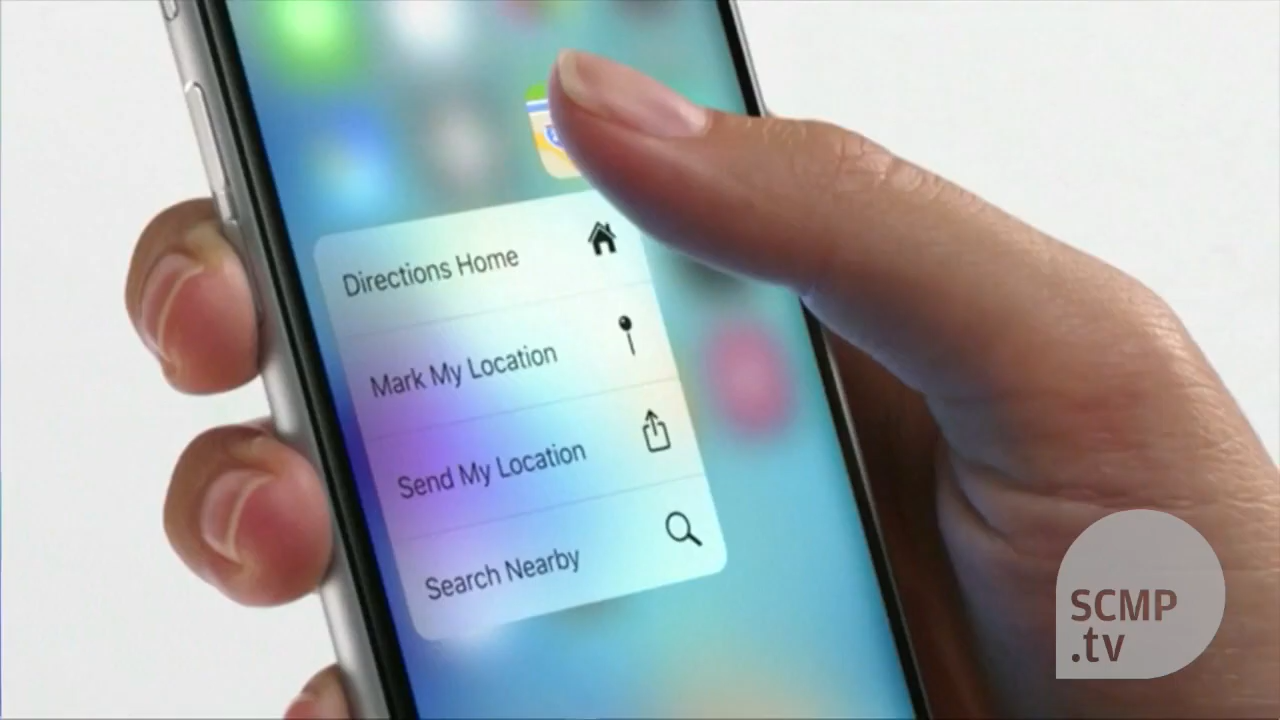 Directions Home
Mark My Location
Send My Location
Search Nearby
SCMP
.tv